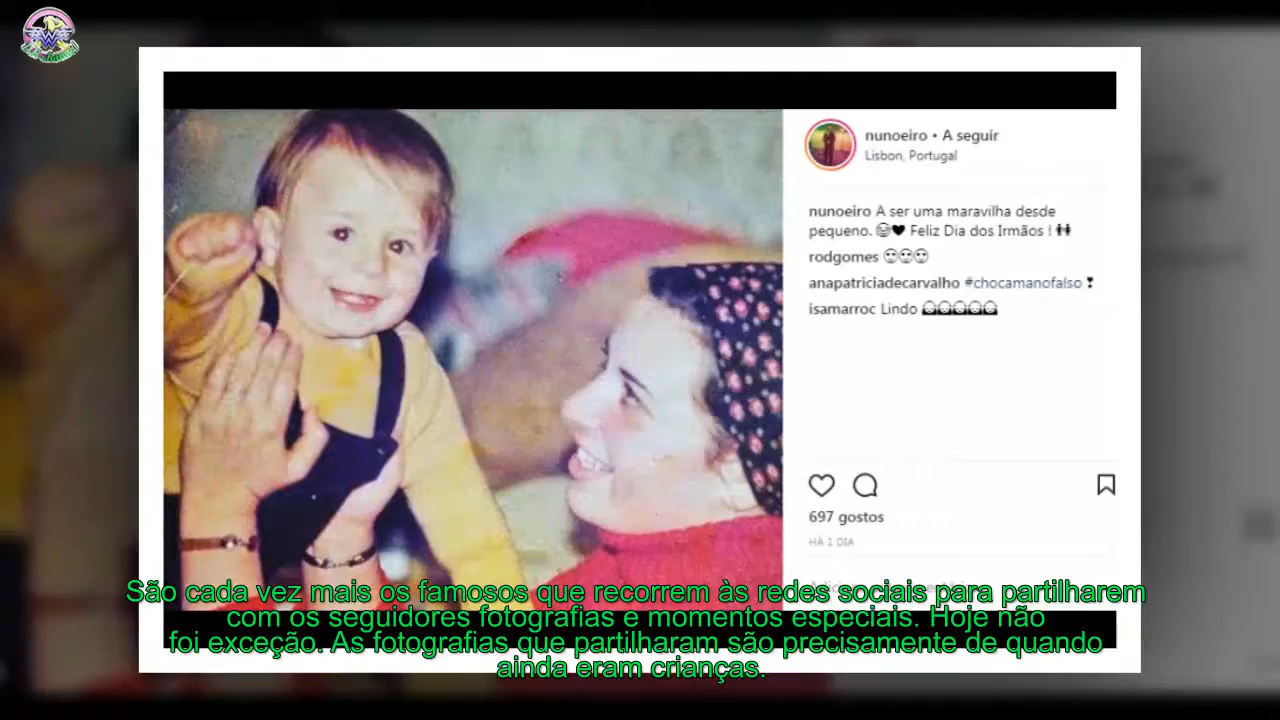 nunoeiro • A seguir
Lisbon, Portugal
nunoeiro A ser uma maravilha desde
pequeno. 😂♥ Feliz Dia dos Irmãos ! 👬
rodgomes 😍😍😍
anapatriciadecarvalho #chocamanofalso ❣
isamarroc Lindo
697 gostos
HÁ 1 DIA
São cada vez mais os famosos que recorrem às redes sociais para partilharem
com os seguidores fotografias e momentos especiais. Hoje não
foi exceção. As fotografias que partilharam são precisamente de quando
ainda eram crianças.